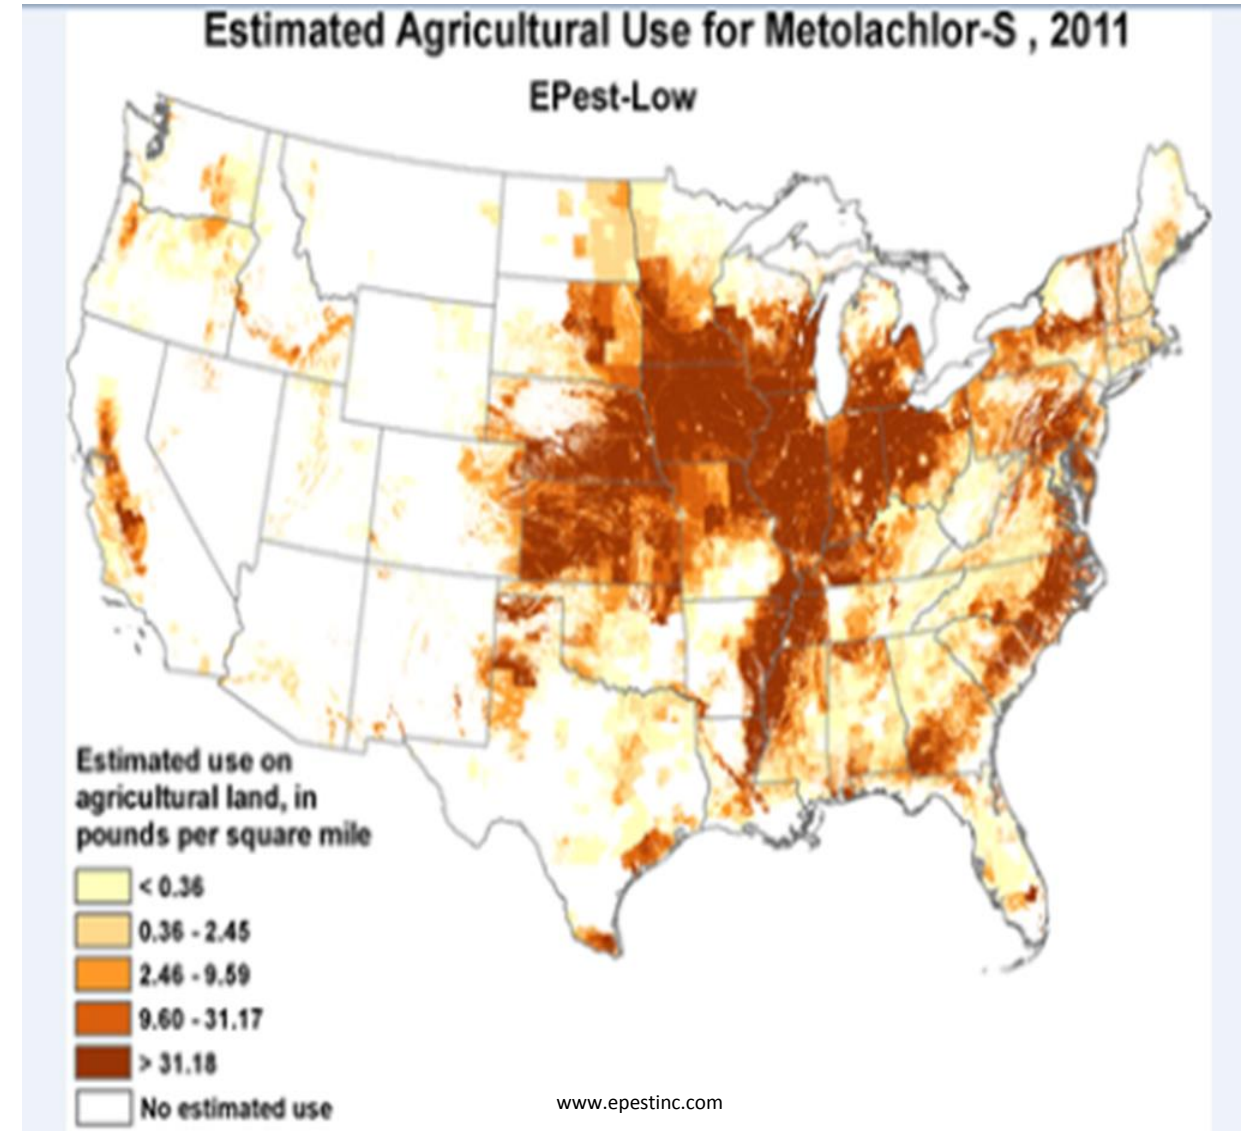 Estimated Agricultural Use for Metolachlor-S , 2011
EPest-Low
Estimated use on
agricultural land, in
pounds per square mile
< 0.36
0.36 - 2.45
2.46 - 9.59
9.60 - 31.17
> 31.18
No estimated use
www.epestinc.com